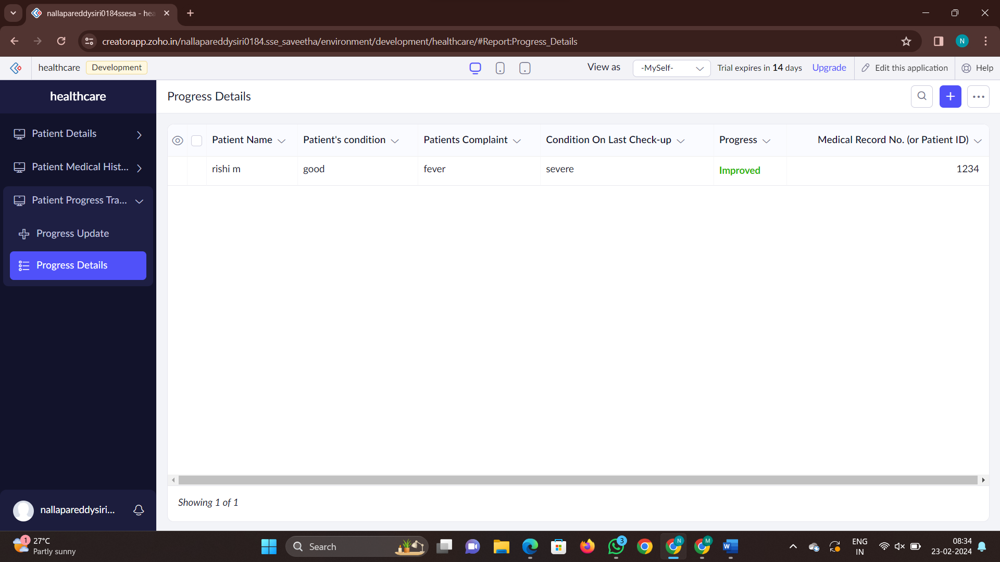 nallapareddysiri0184ssesa - hea
creatorapp.zoho.in/nallapareddysiri0184.sse_saveetha/environment/development/healthcare/#Report:Progress_Details
N
healthcare Development View as -MySelf- Trial expires in 14 days Upgrade Edit this application Help
healthcare
Progress Details
Patient Details
Patient Medical Hist...
Patient Progress Tra...
Progress Update
Progress Details
Patient Name Patient's condition Patients Complaint Condition On Last Check-up Progress Medical Record No. (or Patient ID)
rishi m good fever severe Improved 1234
Showing 1 of 1
nallapareddysiri...
1
27°C
Partly sunny
Search
3
N
M
W
ENG
IN
08:34
23-02-2024